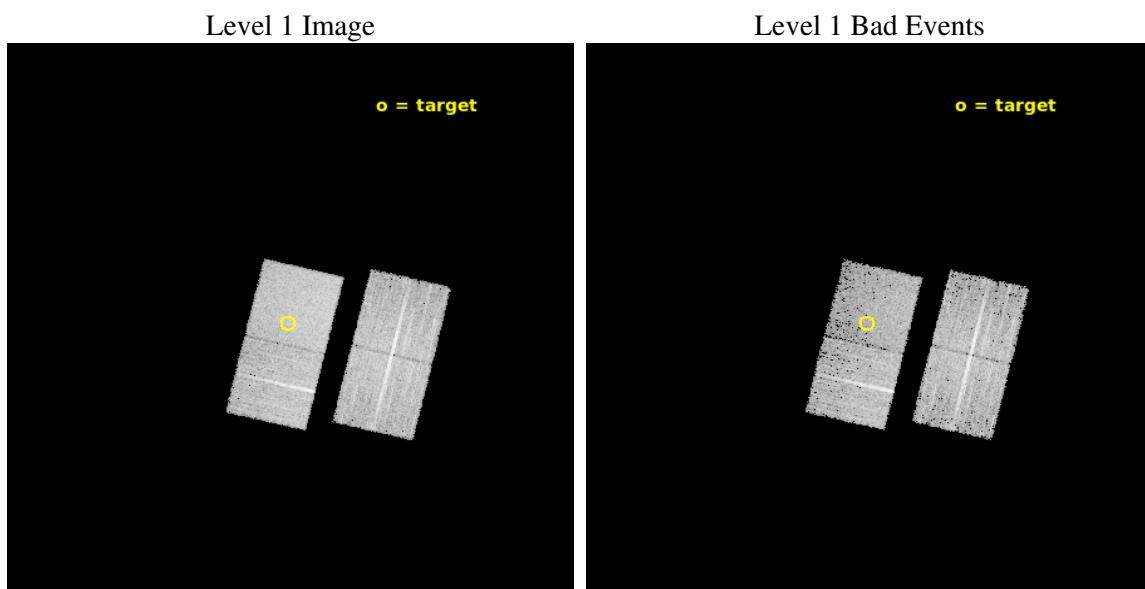 Level 1 Image
Level 1 Bad Events
o = target
o = target